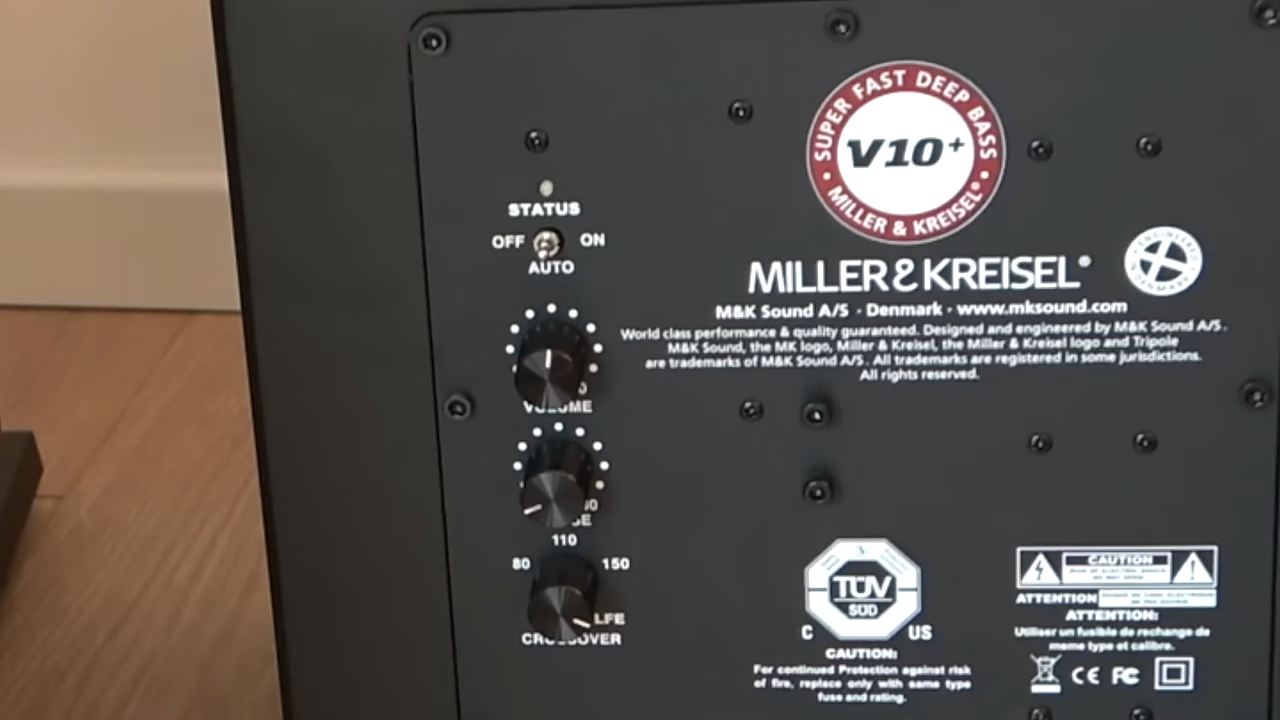 SUPER FAST DEEP BASS
V10+
• MILLER & KREISEL® •
STATUS
OFF ON
AUTO
MILLER & KREISEL®
ENGINEERED
DENMARK
M&K Sound A/S · Denmark · www.mksound.com
World class performance & quality guaranteed. Designed and engineered by M&K Sound A/S.
M&K Sound, the MK logo, Miller & Kreisel, the Miller & Kreisel logo and Tripole
are trademarks of M&K Sound A/S. All trademarks are registered in some jurisdictions.
All rights reserved.
VOLUME
110
80 150
LFE
CROSSOVER
TÜV
SÜD
C US
CAUTION:
For continued Protection against risk
of fire, replace only with same type
fuse and rating.
CAUTION
ATTENTION
ATTENTION:
Utiliser un fusible de rechange de
meme type et calibre.
CE FC